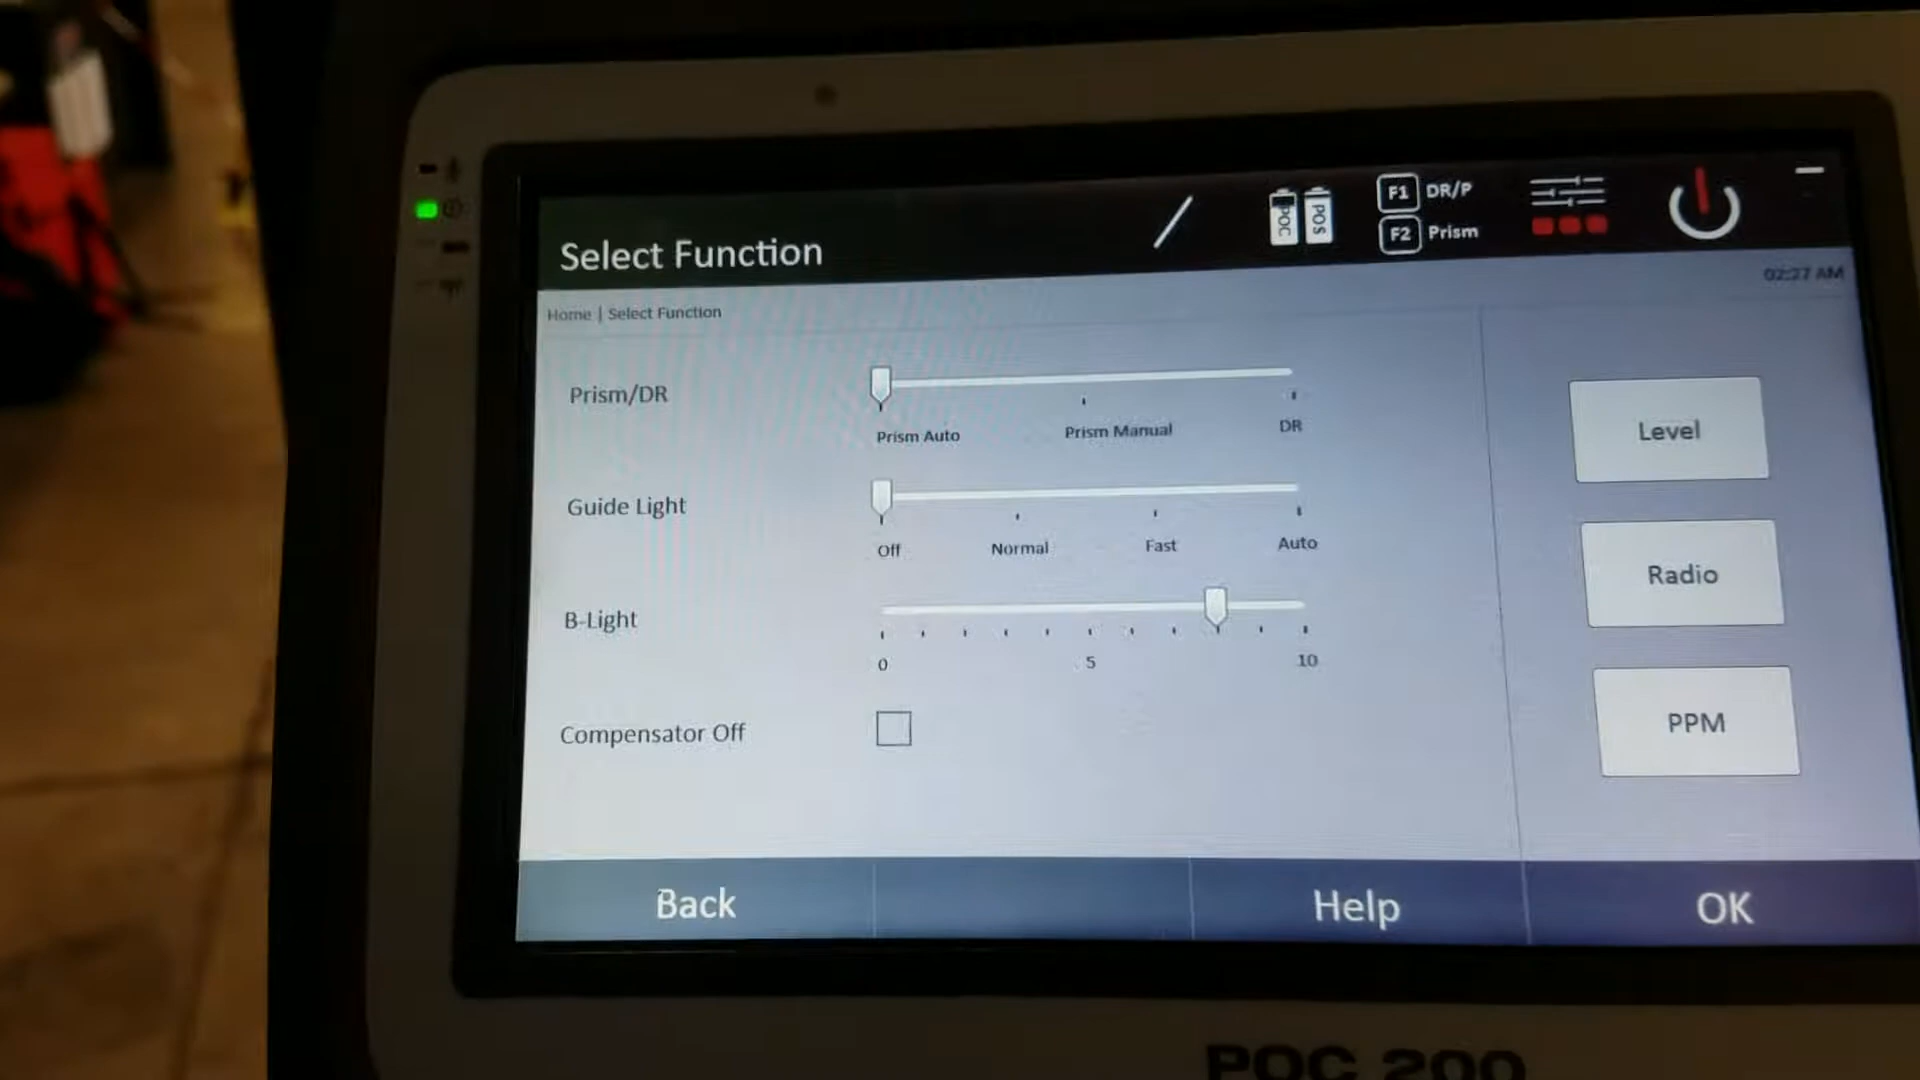 Select Function
POC
POS
F1 DR/P
F2 Prism
02:27 AM
Home | Select Function
Prism/DR
Prism Auto
Prism Manual
DR
Level
Guide Light
Off
Normal
Fast
Auto
Radio
B-Light
0
5
10
Compensator Off
PPM
Back
Help
OK
POC 200